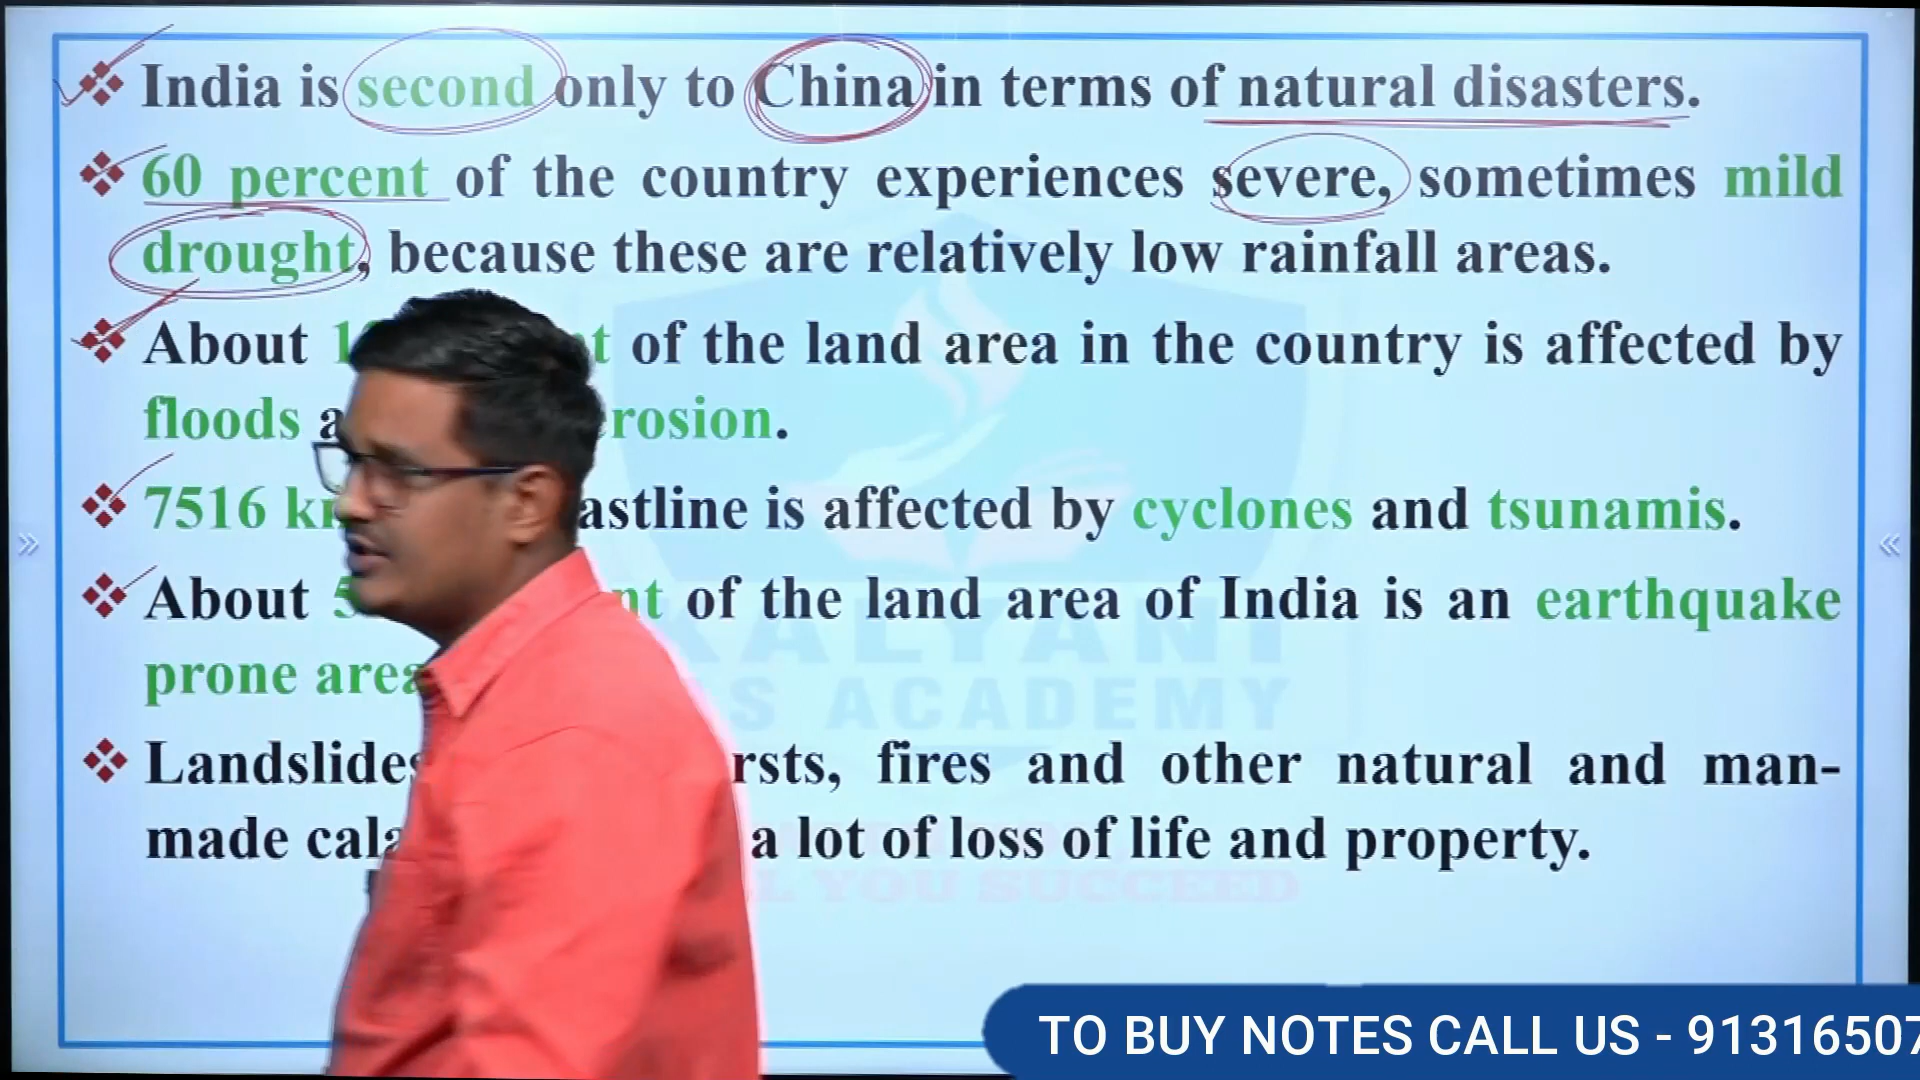 India is second only to China in terms of natural disasters.
60 percent of the country experiences severe, sometimes mild
drought, because these are relatively low rainfall areas.
About of the land area in the country is affected by
floods
7516 is affected by cyclones and tsunamis.
About of the land area of India is an earthquake
prone
fires and other natural and man-
made a lot of loss of life and property.
KALYANI
ACADEMY
YOU SUCCEED
TO BUY NOTES CALL US - 91316507